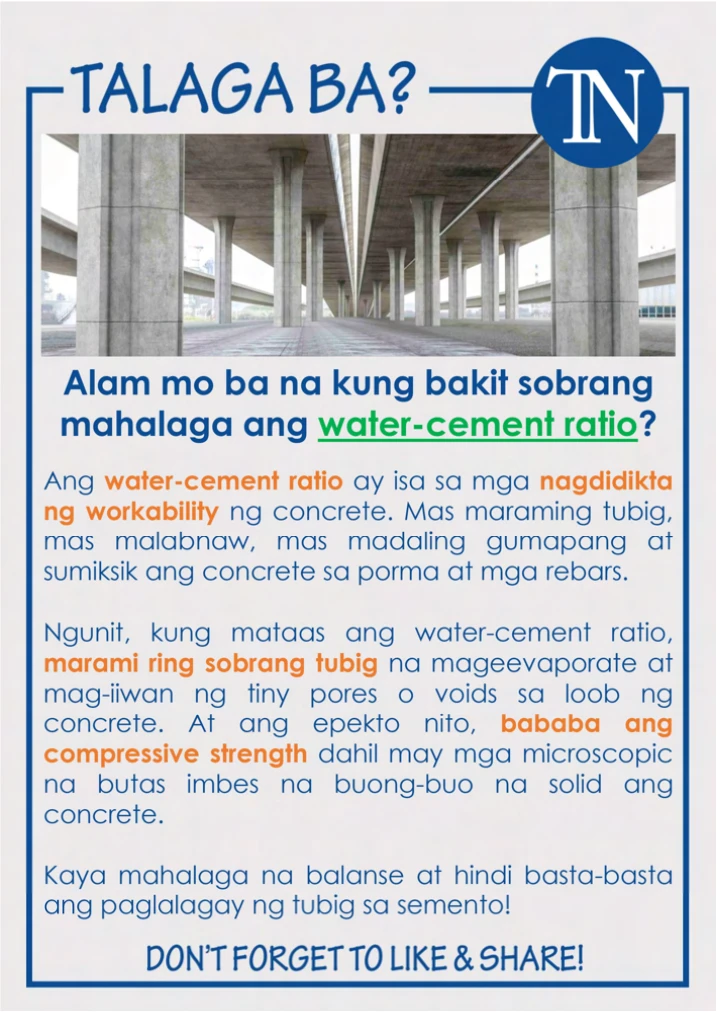 TALAGA BA?
TN
Alam mo ba na kung bakit sobrang
mahalaga ang water-cement ratio?
Ang water-cement ratio ay isa sa mga nagdidikta
ng workability ng concrete. Mas maraming tubig,
mas malabnaw, mas madaling gumapang at
sumiksik ang concrete sa porma at mga rebars.
Ngunit, kung mataas ang water-cement ratio,
marami ring sobrang tubig na mageevaporate at
mag-iiwan ng tiny pores o voids sa loob ng
concrete. At ang epekto nito, bababa ang
compressive strength dahil may mga microscopic
na butas imbes na buong-buo na solid ang
concrete.
Kaya mahalaga na balanse at hindi basta-basta
ang paglalagay ng tubig sa semento!
DON'T FORGET TO LIKE & SHARE!